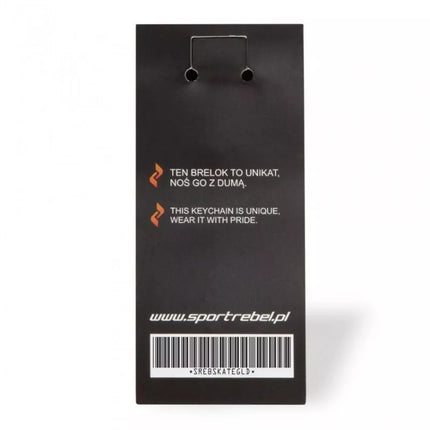 TEN BRELOK TO UNIKAT,
NOŚ GO Z DUMĄ.
THIS KEYCHAIN IS UNIQUE,
WEAR IT WITH PRIDE.
www.sportrebel.pl
*SREBSKATEGLD*